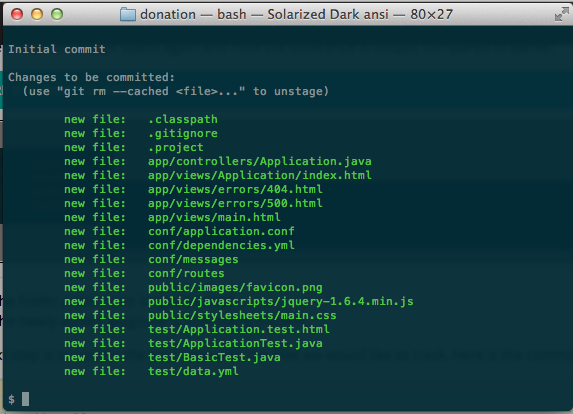 donation — bash — Solarized Dark ansi — 80×27
Initial commit
Changes to be committed:
(use "git rm --cached <file>..." to unstage)
new file: .classpath
new file: .gitignore
new file: .project
new file: app/controllers/Application.java
new file: app/views/Application/index.html
new file: app/views/errors/404.html
new file: app/views/errors/500.html
new file: app/views/main.html
new file: conf/application.conf
new file: conf/dependencies.yml
new file: conf/messages
new file: conf/routes
new file: public/images/favicon.png
new file: public/javascripts/jquery-1.6.4.min.js
new file: public/stylesheets/main.css
new file: test/Application.test.html
new file: test/ApplicationTest.java
new file: test/BasicTest.java
new file: test/data.yml
$